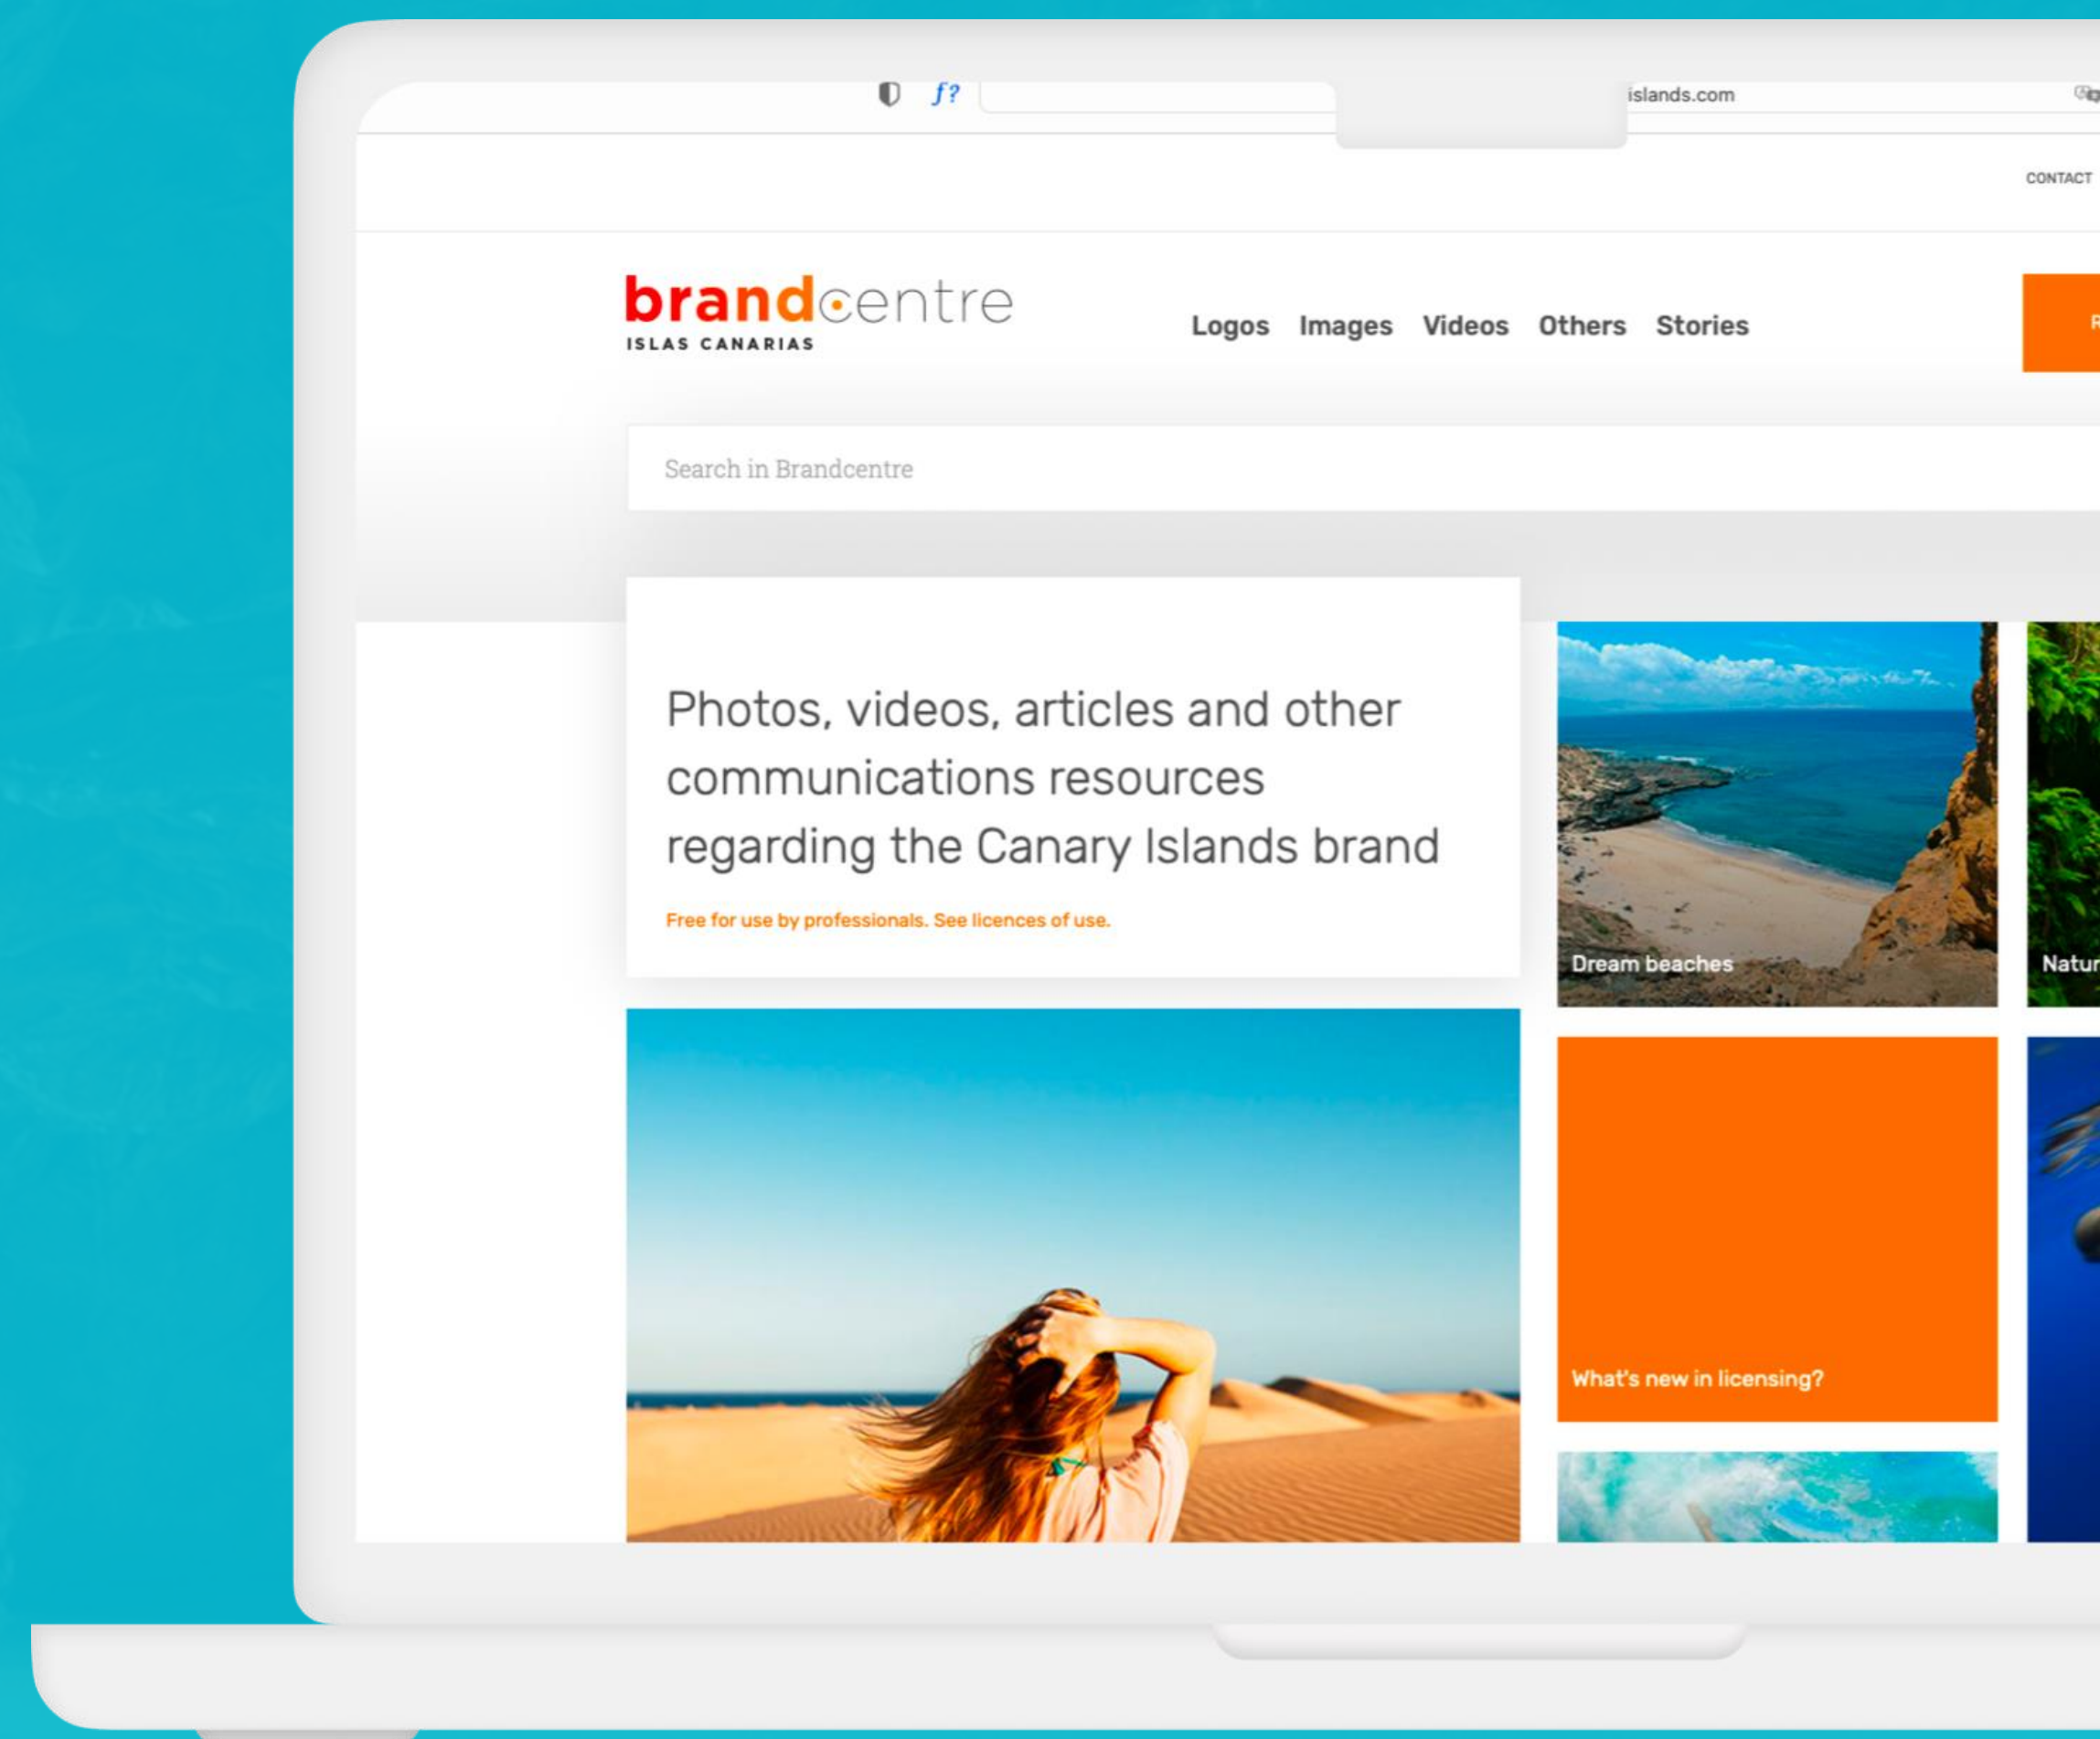 f?
islands.com
CONTACT
brandcentre
ISLAS CANARIAS
Logos Images Videos Others Stories
Search in Brandcentre
Photos, videos, articles and other
communications resources
regarding the Canary Islands brand
Free for use by professionals. See licences of use.
Dream beaches
What's new in licensing?